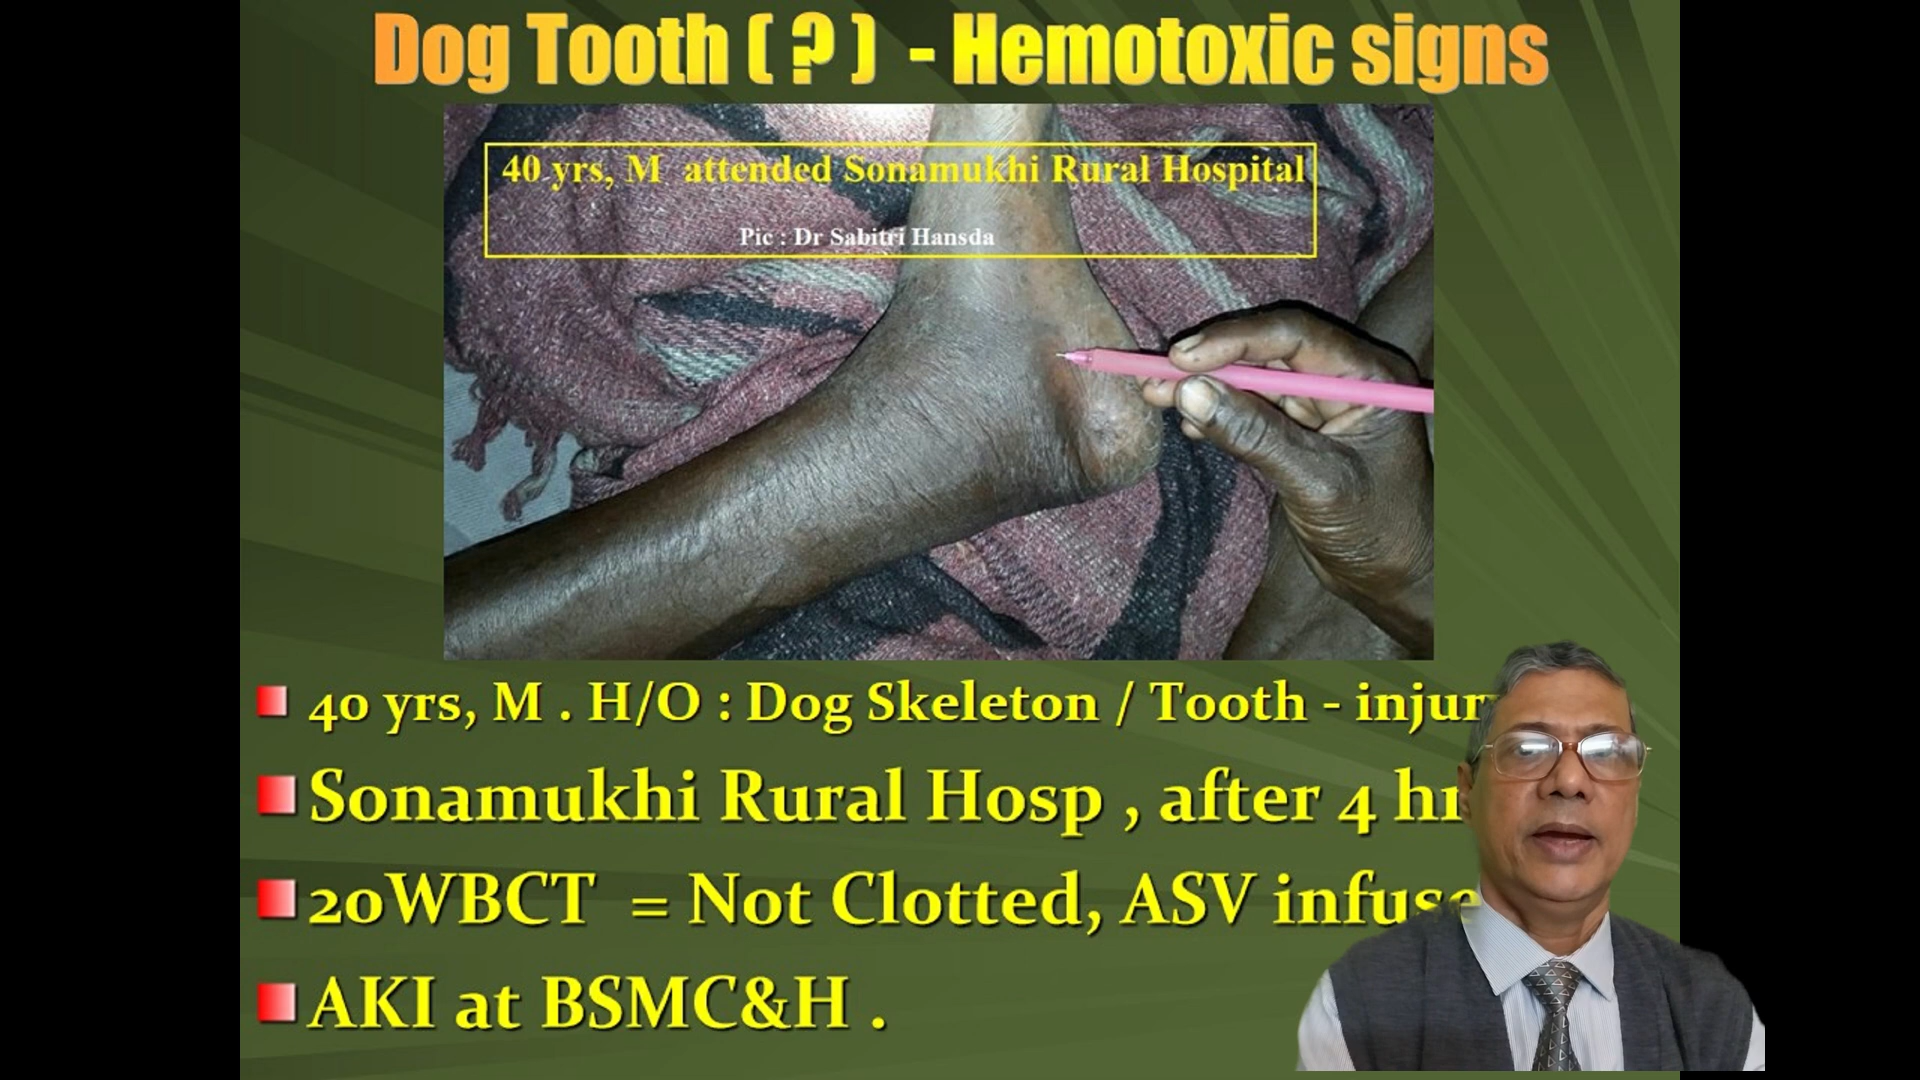 Dog Tooth ( ? ) - Hemotoxic signs
40 yrs, M attended Sonamukhi Rural Hospital
Pic : Dr Sabitri Hansda
40 yrs, M . H/O : Dog Skeleton / Tooth - injur
Sonamukhi Rural Hosp , after 4 hr
20WBCT = Not Clotted, ASV infuse
AKI at BSMC&H .